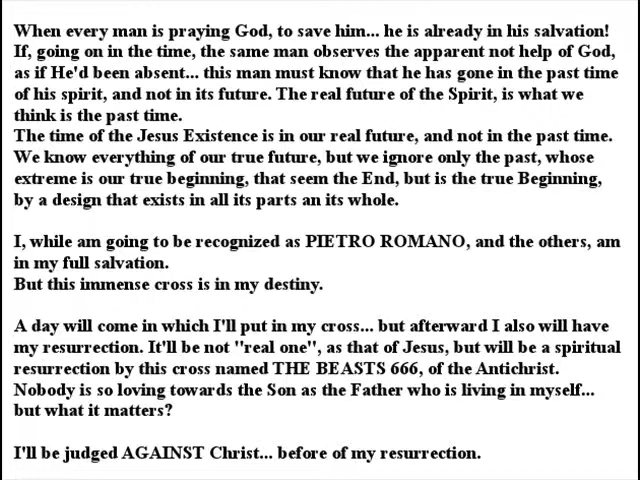 When every man is praying God, to save him... he is already in his salvation!
If, going on in the time, the same man observes the apparent not help of God,
as if He'd been absent... this man must know that he has gone in the past time
of his spirit, and not in its future. The real future of the Spirit, is what we
think is the past time.
The time of the Jesus Existence is in our real future, and not in the past time.
We know everything of our true future, but we ignore only the past, whose
extreme is our true beginning, that seem the End, but is the true Beginning,
by a design that exists in all its parts an its whole.
I, while am going to be recognized as PIETRO ROMANO, and the others, am
in my full salvation.
But this immense cross is in my destiny.
A day will come in which I'll put in my cross... but afterward I also will have
my resurrection. It'll be not "real one", as that of Jesus, but will be a spiritual
resurrection by this cross named THE BEASTS 666, of the Antichrist.
Nobody is so loving towards the Son as the Father who is living in myself...
but what it matters?
I'll be judged AGAINST Christ... before of my resurrection.